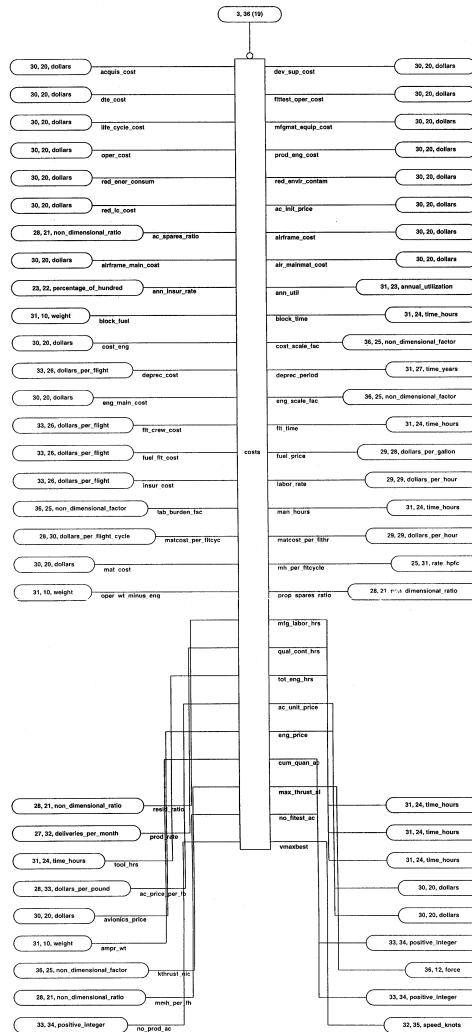 3, 36 (19)
30, 20, dollars
acquis_cost
dev_sup_cost
30, 20, dollars
30, 20, dollars
dte_cost
flttest_oper_cost
30, 20, dollars
30, 20, dollars
life_cycle_cost
mfgmat_equip_cost
30, 20, dollars
30, 20, dollars
oper_cost
prod_eng_cost
30, 20, dollars
30, 20, dollars
red_ener_consum
red_envir_contam
30, 20, dollars
30, 20, dollars
red_lc_cost
ac_init_price
30, 20, dollars
28, 21, non_dimensional_ratio
ac_spares_ratio
airframe_cost
30, 20, dollars
30, 20, dollars
airframe_main_cost
air_mainmat_cost
30, 20, dollars
23, 22, percentage_of_hundred
ann_insur_rate
ann_util
31, 23, annual_utilization
31, 10, weight
block_fuel
block_time
31, 24, time_hours
30, 20, dollars
cost_eng
cost_scale_fac
36, 25, non_dimensional_factor
33, 26, dollars_per_flight
deprec_cost
deprec_period
31, 27, time_years
30, 20, dollars
eng_main_cost
eng_scale_fac
36, 25, non_dimensional_factor
33, 26, dollars_per_flight
flt_crew_cost
flt_time
31, 24, time_hours
costs
33, 26, dollars_per_flight
fuel_flt_cost
fuel_price
29, 28, dollars_per_gallon
33, 26, dollars_per_flight
insur_cost
labor_rate
29, 29, dollars_per_hour
36, 25, non_dimensional_factor
lab_burden_fac
man_hours
31, 24, time_hours
28, 30, dollars_per_flight_cycle
matcost_per_fltcyc
matcost_per_flthr
29, 29, dollars_per_hour
30, 20, dollars
mat_cost
mh_per_fltcycle
25, 31, rate_hpfc
31, 10, weight
oper_wt_minus_eng
prop_spares_ratio
28, 21, non_dimensional_ratio
mfg_labor_hrs
qual_cont_hrs
tot_eng_hrs
ac_unit_price
eng_price
cum_quan_ac
max_thrust_sl
28, 21, non_dimensional_ratio
resid_ratio
no_fltest_ac
31, 24, time_hours
27, 32, deliveries_per_month
prod_rate
vmaxbest
31, 24, time_hours
31, 24, time_hours
tool_hrs
31, 24, time_hours
28, 33, dollars_per_pound
ac_price_per_lb
30, 20, dollars
30, 20, dollars
avionics_price
30, 20, dollars
31, 10, weight
ampr_wt
33, 34, positive_integer
36, 25, non_dimensional_factor
kthrust_nic
36, 12, force
28, 21, non_dimensional_ratio
mmh_per_fh
33, 34, positive_integer
33, 34, positive_integer
no_prod_ac
32, 35, speed_knots